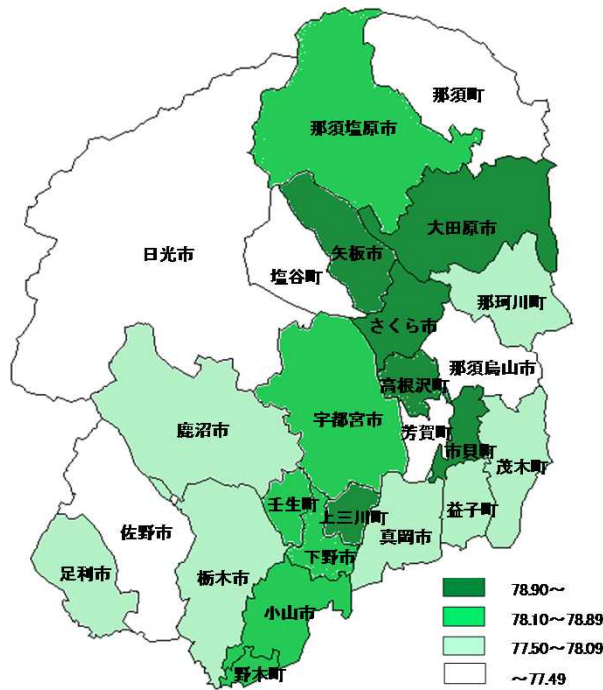 那須町
那須塩原市
大田原市
日光市
矢板市
塩谷町
那珂川町
さくら市
那須烏山市
高根沢町
宇都宮市
芳賀町
鹿沼市
市貝町
茂木町
壬生町
上三川町
益子町
佐野市
真岡市
下野市
足利市
栃木市
小山市
野木町
78.90～
78.10～78.89
77.50～78.09
～77.49